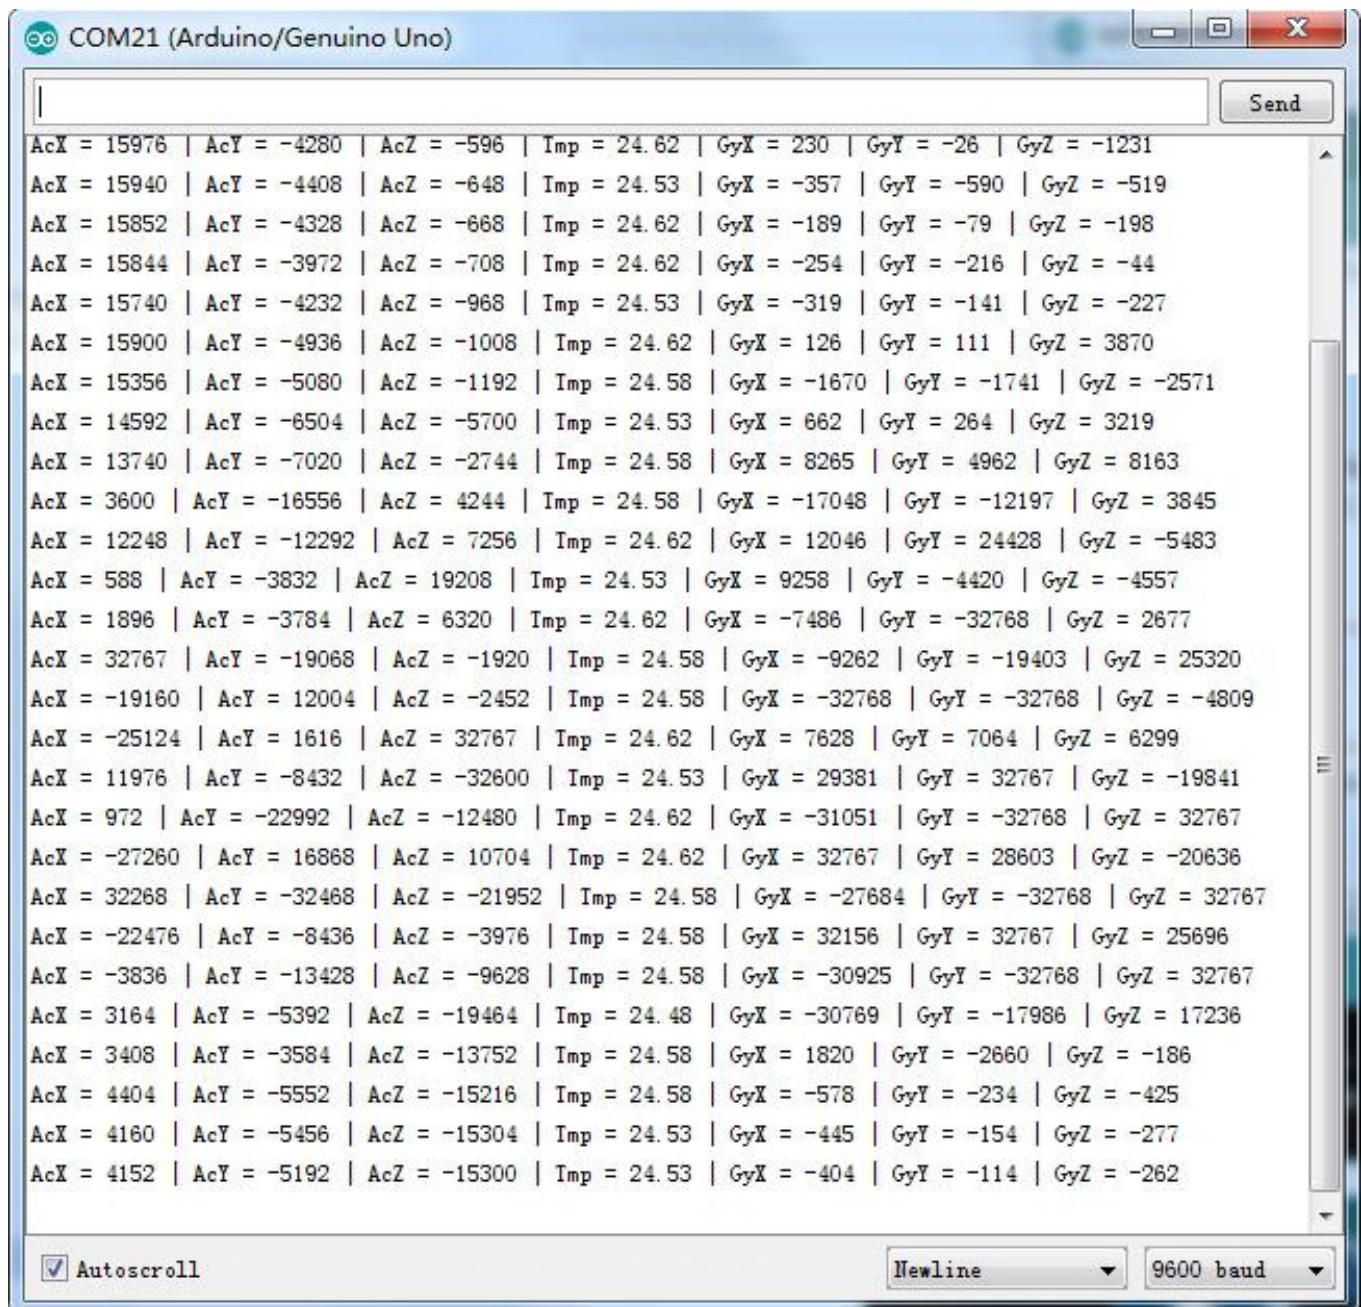 COM21 (Arduino/Genuino Uno)
Send
AcX = 15976 | AcY = -4280 | AcZ = -596 | Tmp = 24.62 | GyX = 230 | GyY = -26 | GyZ = -1231
AcX = 15940 | AcY = -4408 | AcZ = -648 | Tmp = 24.53 | GyX = -357 | GyY = -590 | GyZ = -519
AcX = 15852 | AcY = -4328 | AcZ = -668 | Tmp = 24.62 | GyX = -189 | GyY = -79 | GyZ = -198
AcX = 15844 | AcY = -3972 | AcZ = -708 | Tmp = 24.62 | GyX = -254 | GyY = -216 | GyZ = -44
AcX = 15740 | AcY = -4232 | AcZ = -968 | Tmp = 24.53 | GyX = -319 | GyY = -141 | GyZ = -227
AcX = 15900 | AcY = -4936 | AcZ = -1008 | Tmp = 24.62 | GyX = 126 | GyY = 111 | GyZ = 3870
AcX = 15356 | AcY = -5080 | AcZ = -1192 | Tmp = 24.58 | GyX = -1670 | GyY = -1741 | GyZ = -2571
AcX = 14592 | AcY = -6504 | AcZ = -5700 | Tmp = 24.53 | GyX = 662 | GyY = 264 | GyZ = 3219
AcX = 13740 | AcY = -7020 | AcZ = -2744 | Tmp = 24.58 | GyX = 8265 | GyY = 4962 | GyZ = 8163
AcX = 3600 | AcY = -16556 | AcZ = 4244 | Tmp = 24.58 | GyX = -17048 | GyY = -12197 | GyZ = 3845
AcX = 12248 | AcY = -12292 | AcZ = 7256 | Tmp = 24.62 | GyX = 12046 | GyY = 24428 | GyZ = -5483
AcX = 588 | AcY = -3832 | AcZ = 19208 | Tmp = 24.53 | GyX = 9258 | GyY = -4420 | GyZ = -4557
AcX = 1896 | AcY = -3784 | AcZ = 6320 | Tmp = 24.62 | GyX = -7486 | GyY = -32768 | GyZ = 2677
AcX = 32767 | AcY = -19068 | AcZ = -1920 | Tmp = 24.58 | GyX = -9262 | GyY = -19403 | GyZ = 25320
AcX = -19160 | AcY = 12004 | AcZ = -2452 | Tmp = 24.58 | GyX = -32768 | GyY = -32768 | GyZ = -4809
AcX = -25124 | AcY = 1616 | AcZ = 32767 | Tmp = 24.62 | GyX = 7628 | GyY = 7064 | GyZ = 6299
AcX = 11976 | AcY = -8432 | AcZ = -32600 | Tmp = 24.53 | GyX = 29381 | GyY = 32767 | GyZ = -19841
AcX = 972 | AcY = -22992 | AcZ = -12480 | Tmp = 24.62 | GyX = -31051 | GyY = -32768 | GyZ = 32767
AcX = -27260 | AcY = 16868 | AcZ = 10704 | Tmp = 24.62 | GyX = 32767 | GyY = 28603 | GyZ = -20636
AcX = 32268 | AcY = -32468 | AcZ = -21952 | Tmp = 24.58 | GyX = -27684 | GyY = -32768 | GyZ = 32767
AcX = -22476 | AcY = -8436 | AcZ = -3976 | Tmp = 24.58 | GyX = 32156 | GyY = 32767 | GyZ = 25696
AcX = -3836 | AcY = -13428 | AcZ = -9628 | Tmp = 24.58 | GyX = -30925 | GyY = -32768 | GyZ = 32767
AcX = 3164 | AcY = -5392 | AcZ = -19464 | Tmp = 24.48 | GyX = -30769 | GyY = -17986 | GyZ = 17236
AcX = 3408 | AcY = -3584 | AcZ = -13752 | Tmp = 24.58 | GyX = 1820 | GyY = -2660 | GyZ = -186
AcX = 4404 | AcY = -5552 | AcZ = -15216 | Tmp = 24.58 | GyX = -578 | GyY = -234 | GyZ = -425
AcX = 4160 | AcY = -5456 | AcZ = -15304 | Tmp = 24.53 | GyX = -445 | GyY = -154 | GyZ = -277
AcX = 4152 | AcY = -5192 | AcZ = -15300 | Tmp = 24.53 | GyX = -404 | GyY = -114 | GyZ = -262
Autoscroll
Newline
9600 baud